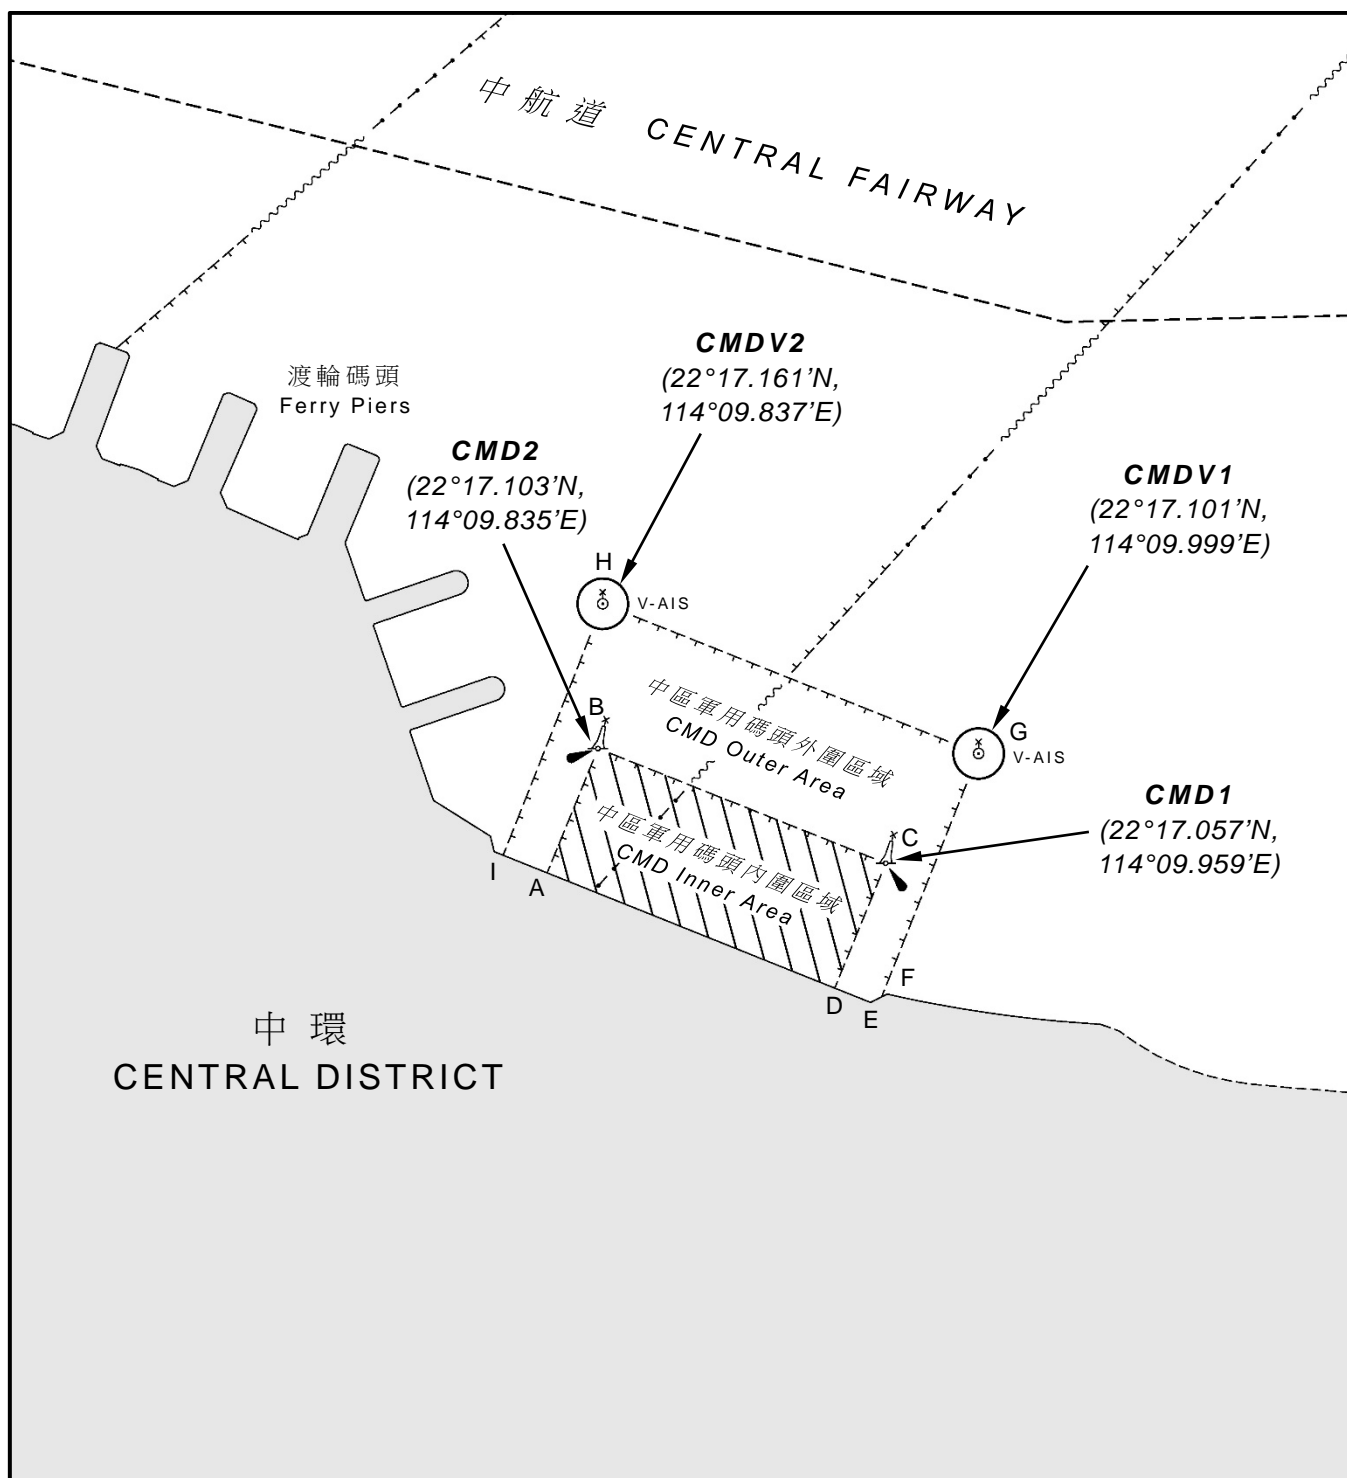 中航道 CENTRAL FAIRWAY
CMDV2
(22°17.161’N,
114°09.837’E)
渡輪碼頭
Ferry Piers
CMD2
(22°17.103’N,
114°09.835’E)
CMDV1
(22°17.101’N,
114°09.999’E)
H
V-AIS
中區軍用碼頭外圍區域
CMD Outer Area
B
G
V-AIS
CMD1
(22°17.057’N,
114°09.959’E)
C
中區軍用碼頭內圍區域
CMD Inner Area
I
A
F
D
E
中環
CENTRAL DISTRICT